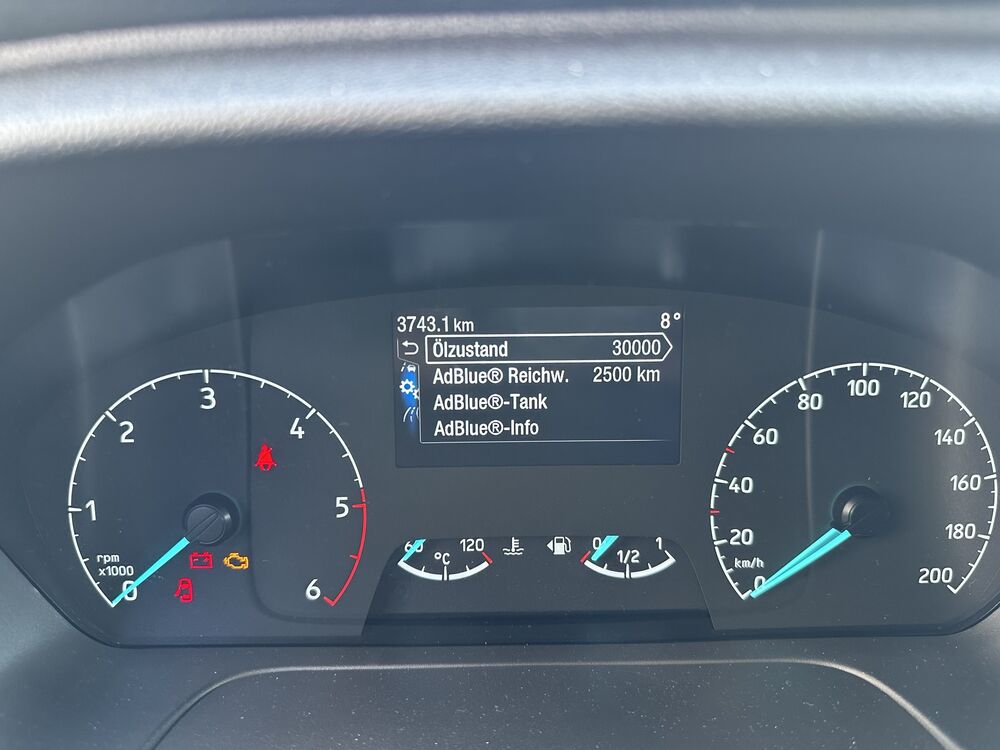 3743.1 km 8°
Ölzustand 30000
AdBlue® Reichw. 2500 km
AdBlue®-Tank
AdBlue®-Info
0 1 2 3 4 5 6
rpm
x1000
60 120
°C
0 1/2 1
0 20 40 60 80 100 120 140 160 180 200
km/h